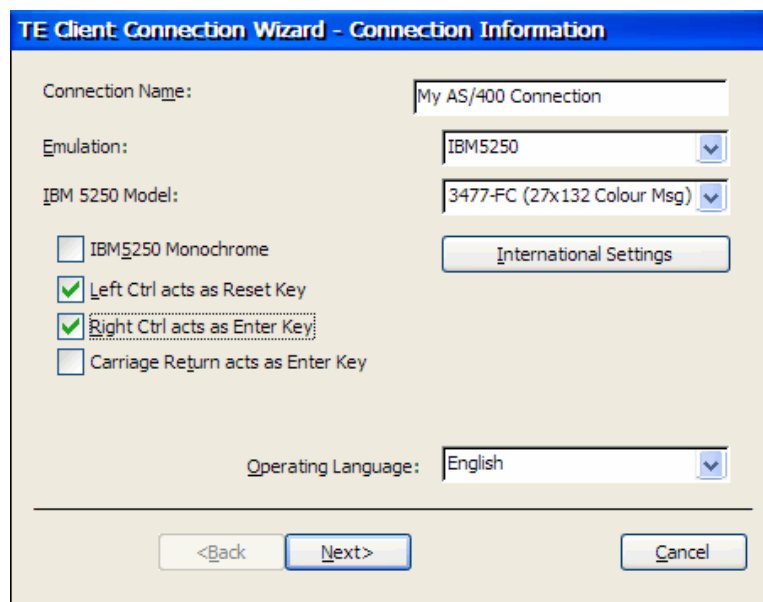 TE Client Connection Wizard - Connection Information
Connection Name: My AS/400 Connection
Emulation: IBM5250
IBM 5250 Model: 3477-FC (27x132 Colour Msg)
IBM5250 Monochrome International Settings
Left Ctrl acts as Reset Key
Right Ctrl acts as Enter Key
Carriage Return acts as Enter Key
Operating Language: English
<Back Next> Cancel